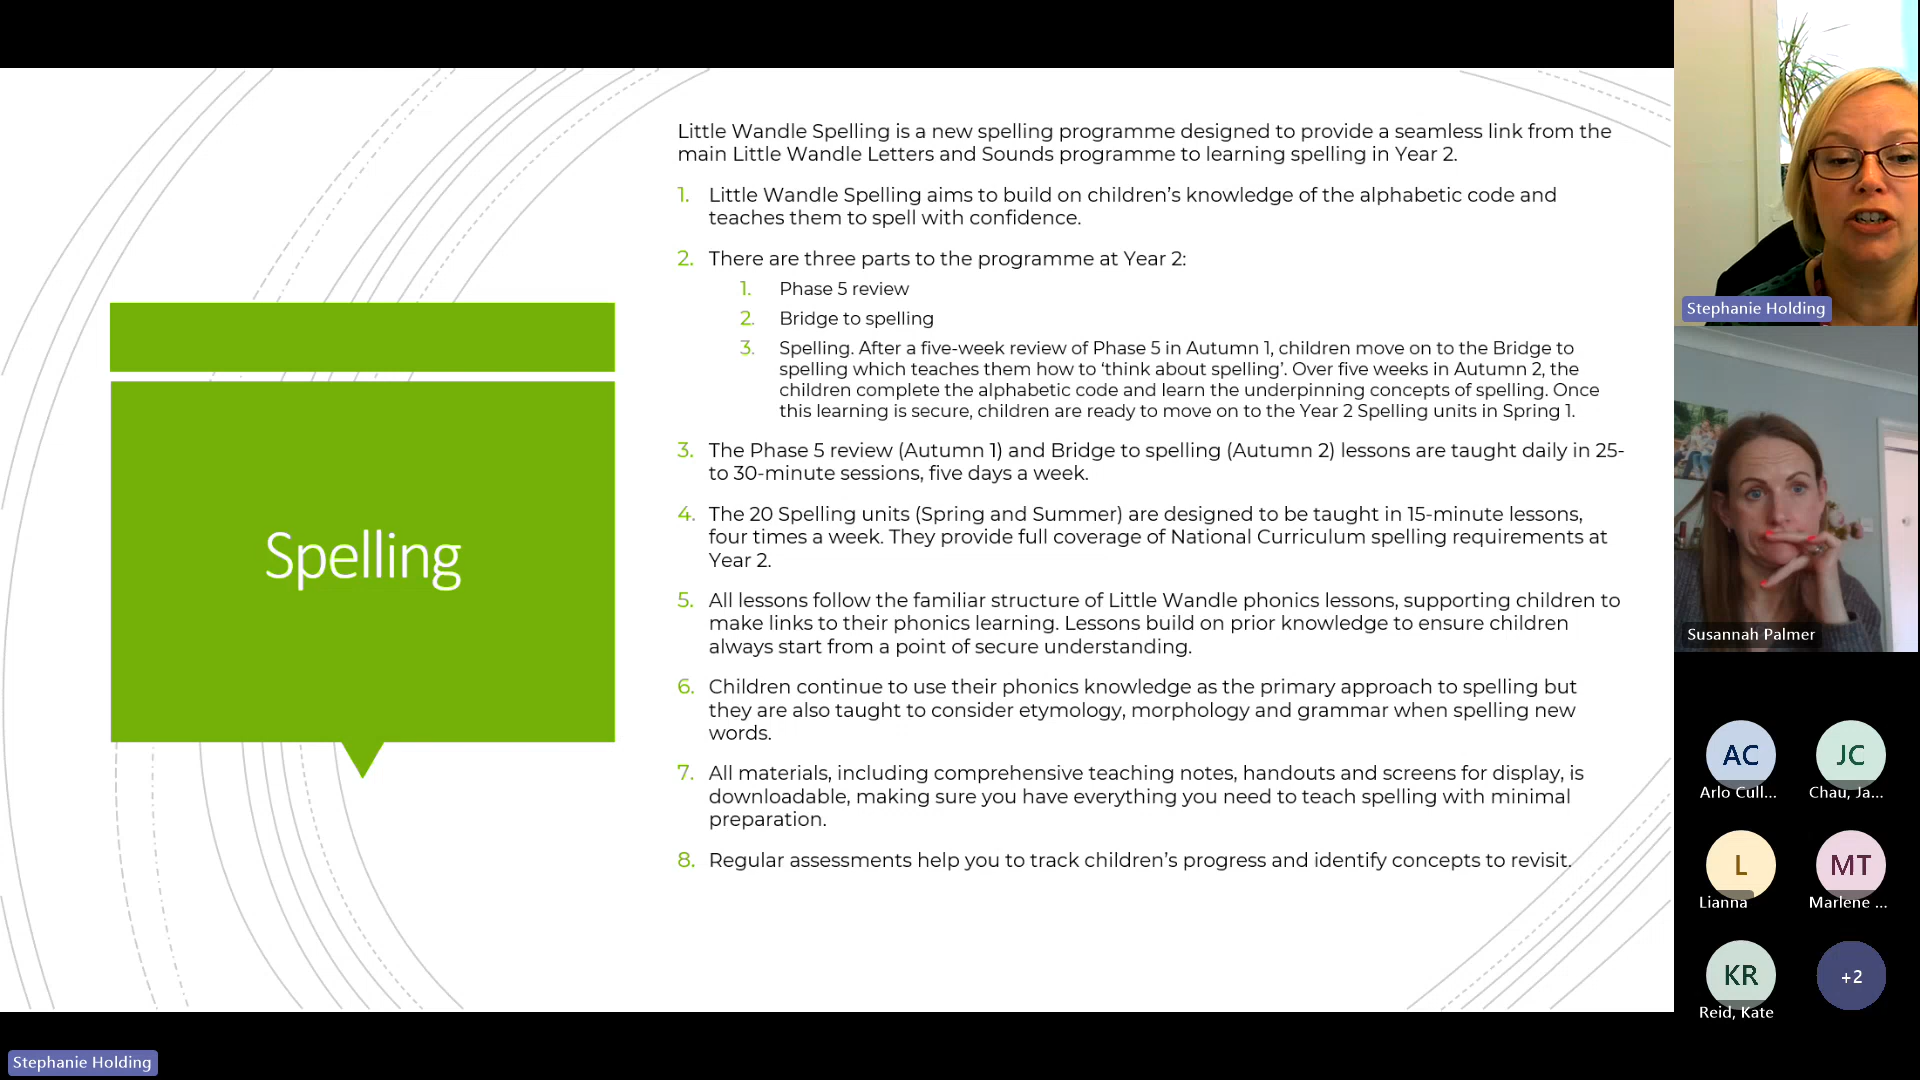 Spelling
Little Wandle Spelling is a new spelling programme designed to provide a seamless link from the
main Little Wandle Letters and Sounds programme to learning spelling in Year 2.
1. Little Wandle Spelling aims to build on children’s knowledge of the alphabetic code and
teaches them to spell with confidence.
2. There are three parts to the programme at Year 2:
1. Phase 5 review
2. Bridge to spelling
3. Spelling. After a five-week review of Phase 5 in Autumn 1, children move on to the Bridge to
spelling which teaches them how to ‘think about spelling’. Over five weeks in Autumn 2, the
children complete the alphabetic code and learn the underpinning concepts of spelling. Once
this learning is secure, children are ready to move on to the Year 2 Spelling units in Spring 1.
3. The Phase 5 review (Autumn 1) and Bridge to spelling (Autumn 2) lessons are taught daily in 25-
to 30-minute sessions, five days a week.
4. The 20 Spelling units (Spring and Summer) are designed to be taught in 15-minute lessons,
four times a week. They provide full coverage of National Curriculum spelling requirements at
Year 2.
5. All lessons follow the familiar structure of Little Wandle phonics lessons, supporting children to
make links to their phonics learning. Lessons build on prior knowledge to ensure children
always start from a point of secure understanding.
6. Children continue to use their phonics knowledge as the primary approach to spelling but
they are also taught to consider etymology, morphology and grammar when spelling new
words.
7. All materials, including comprehensive teaching notes, handouts and screens for display, is
downloadable, making sure you have everything you need to teach spelling with minimal
preparation.
8. Regular assessments help you to track children’s progress and identify concepts to revisit.
Stephanie Holding
Susannah Palmer
AC JC
Arlo Cull... Chau, Ja...
L MT
Lianna Marlene ...
KR +2
Reid, Kate
Stephanie Holding